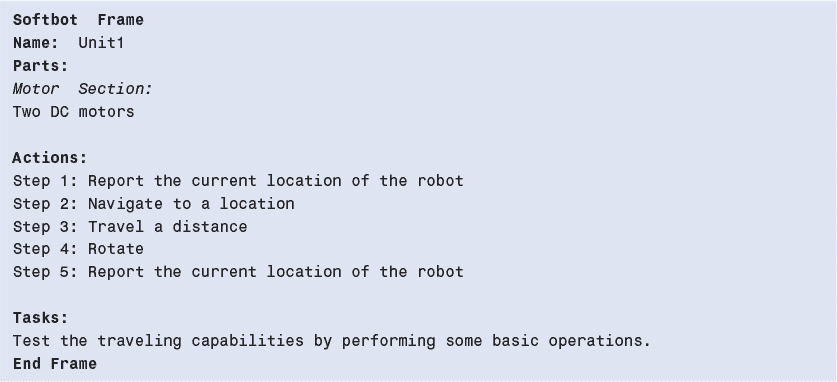 Softbot Frame
Name: Unit1
Parts:
Motor Section:
Two DC motors
Actions:
Step 1: Report the current location of the robot
Step 2: Navigate to a location
Step 3: Travel a distance
Step 4: Rotate
Step 5: Report the current location of the robot
Tasks:
Test the traveling capabilities by performing some basic operations.
End Frame